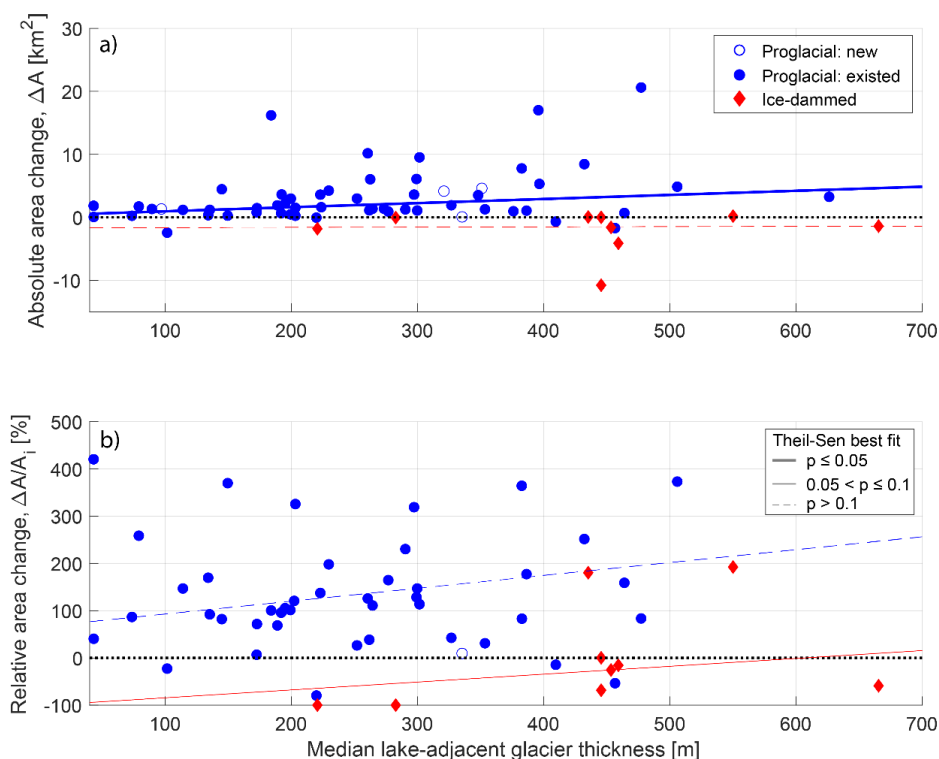 a)
Absolute area change, ΔA [km²]
30
20
10
0
-10
Proglacial: new
Proglacial: existed
Ice-dammed
100 200 300 400 500 600 700
b)
Relative area change, ΔA/Aᵢ [%]
500
400
300
200
100
0
-100
Theil-Sen best fit
p ≤ 0.05
0.05 < p ≤ 0.1
p > 0.1
100 200 300 400 500 600 700
Median lake-adjacent glacier thickness [m]